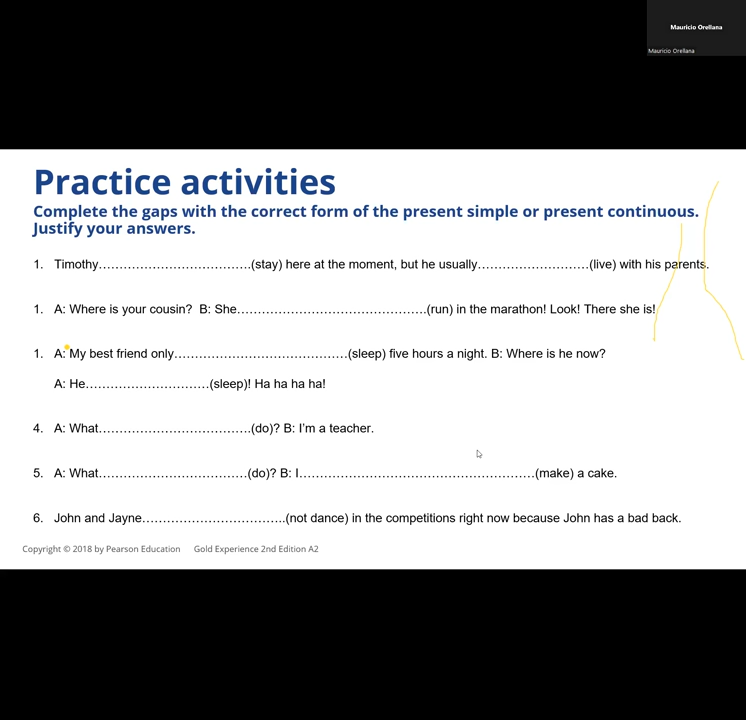 Mauricio Orellana
Mauricio Orellana
Practice activities
Complete the gaps with the correct form of the present simple or present continuous.
Justify your answers.
1. Timothy……………………………….(stay) here at the moment, but he usually………………………(live) with his parents.
1. A: Where is your cousin? B: She……………………………………….(run) in the marathon! Look! There she is!
1. A: My best friend only……………………………………(sleep) five hours a night. B: Where is he now?
A: He…………………………(sleep)! Ha ha ha ha!
4. A: What……………………………….(do)? B: I’m a teacher.
5. A: What………………………………(do)? B: I…………………………………………………(make) a cake.
6. John and Jayne……………………………..(not dance) in the competitions right now because John has a bad back.
Copyright © 2018 by Pearson Education Gold Experience 2nd Edition A2